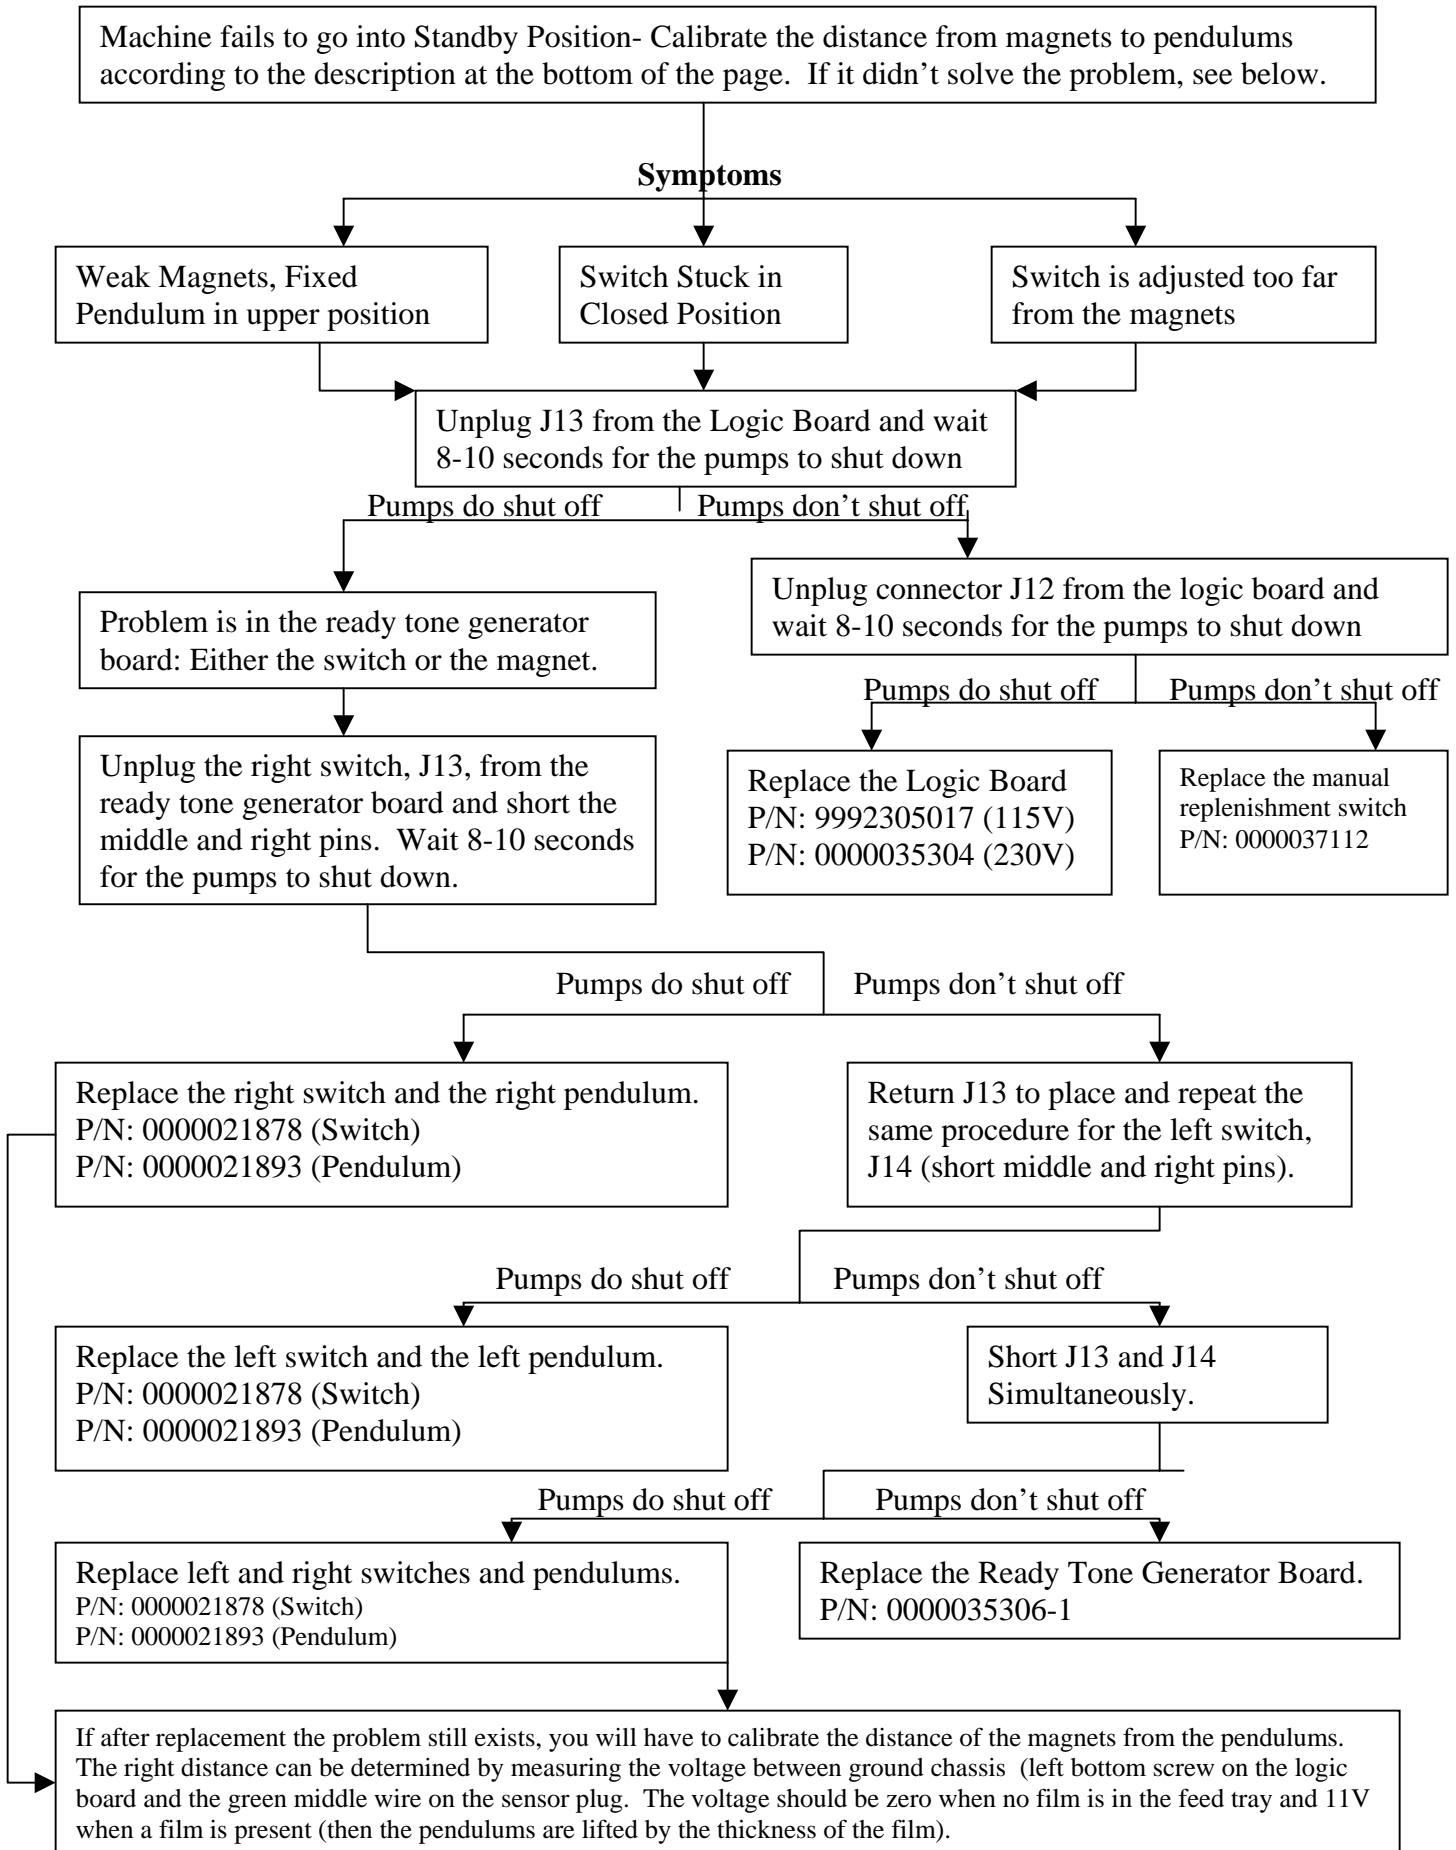 Machine fails to go into Standby Position- Calibrate the distance from magnets to pendulums
according to the description at the bottom of the page.  If it didn’t solve the problem, see below.
Symptoms
Weak Magnets, Fixed
Pendulum in upper position
Switch Stuck in
Closed Position
Switch is adjusted too far
from the magnets
Unplug J13 from the Logic Board and wait
8-10 seconds for the pumps to shut down
Pumps do shut off
Pumps don’t shut off
Unplug connector J12 from the logic board and
wait 8-10 seconds for the pumps to shut down
Problem is in the ready tone generator
board: Either the switch or the magnet.
Pumps do shut off
Pumps don’t shut off
Unplug the right switch, J13, from the
ready tone generator board and short the
middle and right pins.  Wait 8-10 seconds
for the pumps to shut down.
Replace the Logic Board
P/N: 9992305017 (115V)
P/N: 0000035304 (230V)
Replace the manual
replenishment switch
P/N: 0000037112
Pumps do shut off
Pumps don’t shut off
Replace the right switch and the right pendulum.
P/N: 0000021878 (Switch)
P/N: 0000021893 (Pendulum)
Return J13 to place and repeat the
same procedure for the left switch,
J14 (short middle and right pins).
Pumps do shut off
Pumps don’t shut off
Replace the left switch and the left pendulum.
P/N: 0000021878 (Switch)
P/N: 0000021893 (Pendulum)
Short J13 and J14
Simultaneously.
Pumps do shut off
Pumps don’t shut off
Replace left and right switches and pendulums.
P/N: 0000021878 (Switch)
P/N: 0000021893 (Pendulum)
Replace the Ready Tone Generator Board.
P/N: 0000035306-1
If after replacement the problem still exists, you will have to calibrate the distance of the magnets from the pendulums.
The right distance can be determined by measuring the voltage between ground chassis  (left bottom screw on the logic
board and the green middle wire on the sensor plug.  The voltage should be zero when no film is in the feed tray and 11V
when a film is present (then the pendulums are lifted by the thickness of the film).